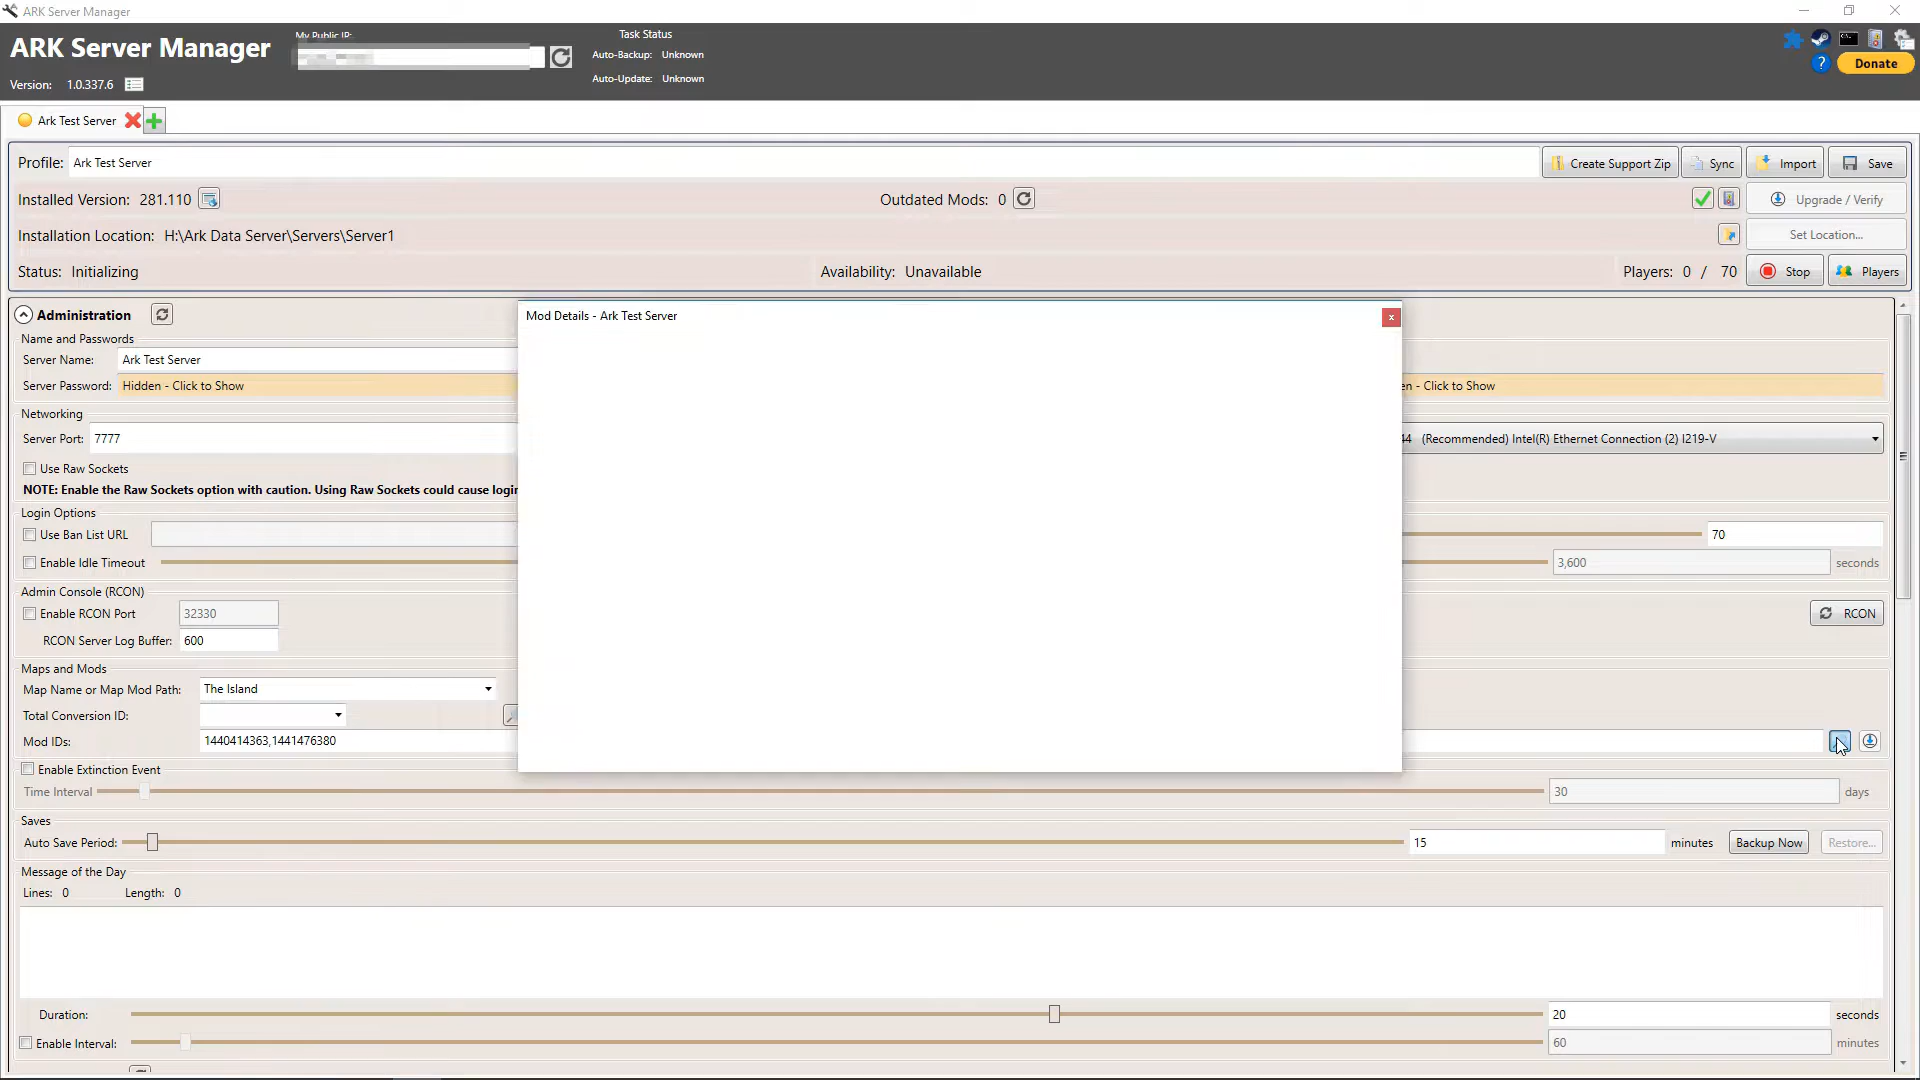 ARK Server Manager
ARK Server Manager
My Public IP:
Task Status
Auto-Backup: Unknown
Auto-Update: Unknown
Version: 1.0.337.6
? Donate
Ark Test Server
Profile: Ark Test Server
Create Support Zip Sync Import Save
Installed Version: 281.110
Outdated Mods: 0
Upgrade / Verify
Installation Location: H:\Ark Data Server\Servers\Server1
Set Location...
Status: Initializing
Availability: Unavailable
Players: 0 / 70
Stop Players
Administration
Mod Details - Ark Test Server
x
Name and Passwords
Server Name: Ark Test Server
Server Password: Hidden - Click to Show
en - Click to Show
Networking
Server Port: 7777
44 (Recommended) Intel(R) Ethernet Connection (2) I219-V
Use Raw Sockets
NOTE: Enable the Raw Sockets option with caution. Using Raw Sockets could cause login
Login Options
Use Ban List URL
70
Enable Idle Timeout
3,600 seconds
Admin Console (RCON)
Enable RCON Port 32330
RCON
RCON Server Log Buffer: 600
Maps and Mods
Map Name or Map Mod Path: The Island
Total Conversion ID:
Mod IDs: 1440414363,1441476380
Enable Extinction Event
Time Interval 30 days
Saves
Auto Save Period: 15 minutes Backup Now Restore...
Message of the Day
Lines: 0 Length: 0
Duration: 20 seconds
Enable Interval: 60 minutes